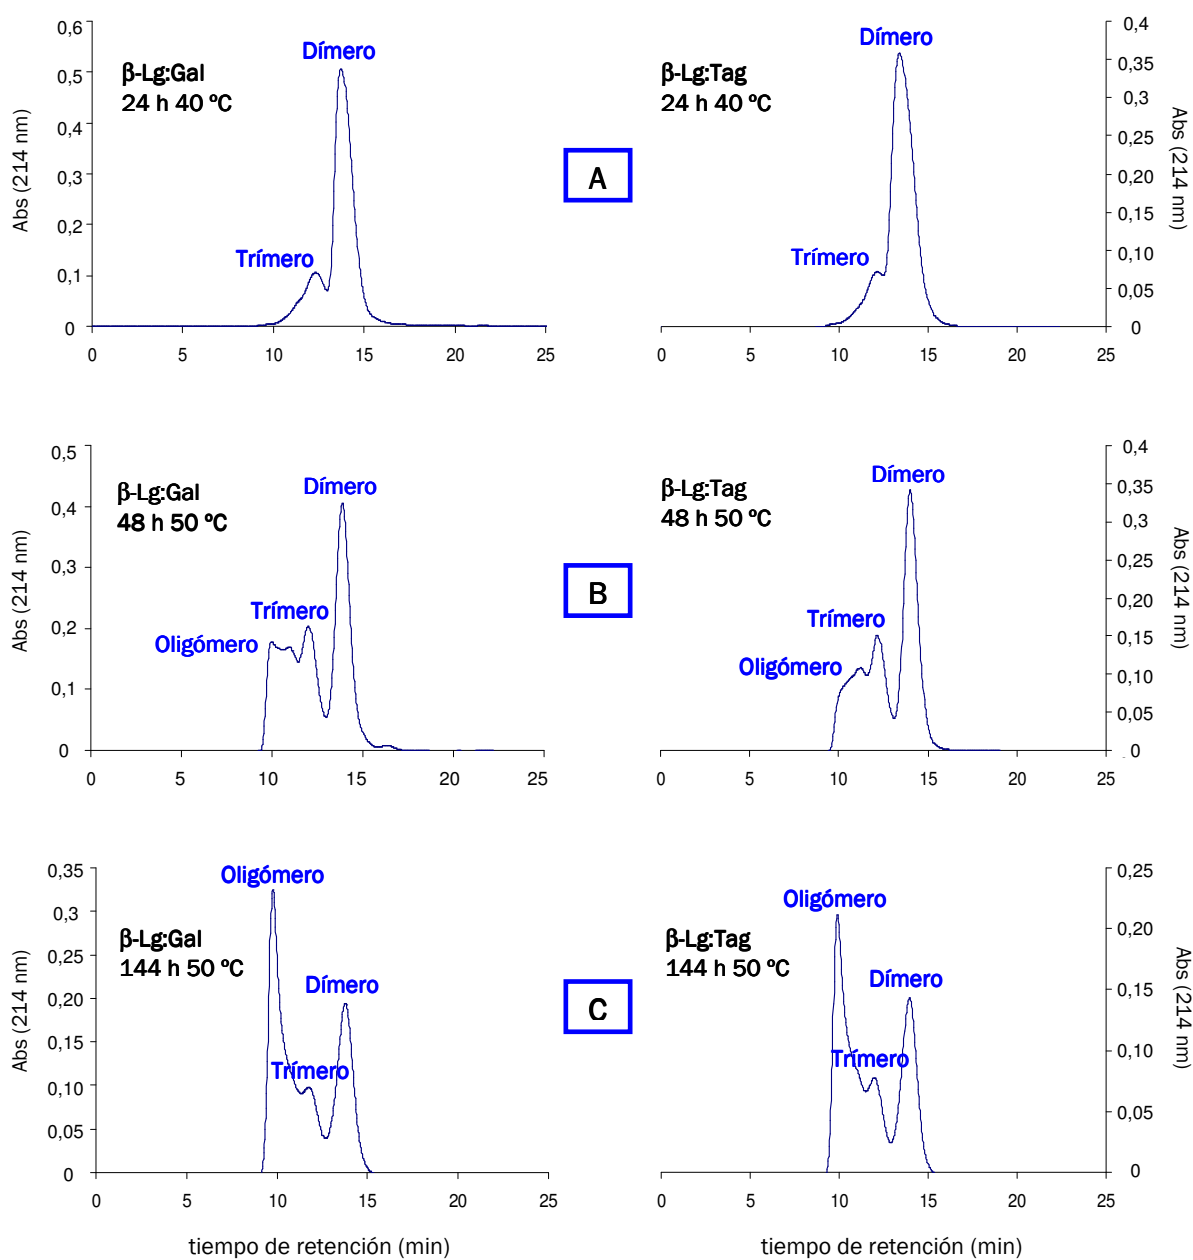 0,6
0,5
0,4
0,3
0,2
0,1
0
Abs (214 nm)
β-Lg:Gal
24 h 40 ºC
Dímero
Trímero
0 5 10 15 20 25
A
β-Lg:Tag
24 h 40 ºC
Dímero
Trímero
0,4
0,35
0,3
0,25
0,20
0,15
0,10
0,05
0
Abs (214 nm)
0 5 10 15 20 25
0,5
0,4
0,3
0,2
0,1
0
Abs (214 nm)
β-Lg:Gal
48 h 50 ºC
Dímero
Trímero
Oligómero
0 5 10 15 20 25
B
β-Lg:Tag
48 h 50 ºC
Dímero
Trímero
Oligómero
0,4
0,35
0,3
0,25
0,20
0,15
0,10
0,05
0
Abs (214 nm)
0 5 10 15 20 25
0,35
0,3
0,25
0,20
0,15
0,10
0,05
0
Abs (214 nm)
Oligómero
β-Lg:Gal
144 h 50 ºC
Dímero
Trímero
0 5 10 15 20 25
tiempo de retención (min)
C
Oligómero
β-Lg:Tag
144 h 50 ºC
Dímero
Trímero
0,25
0,20
0,15
0,10
0,05
0
Abs (214 nm)
0 5 10 15 20 25
tiempo de retención (min)